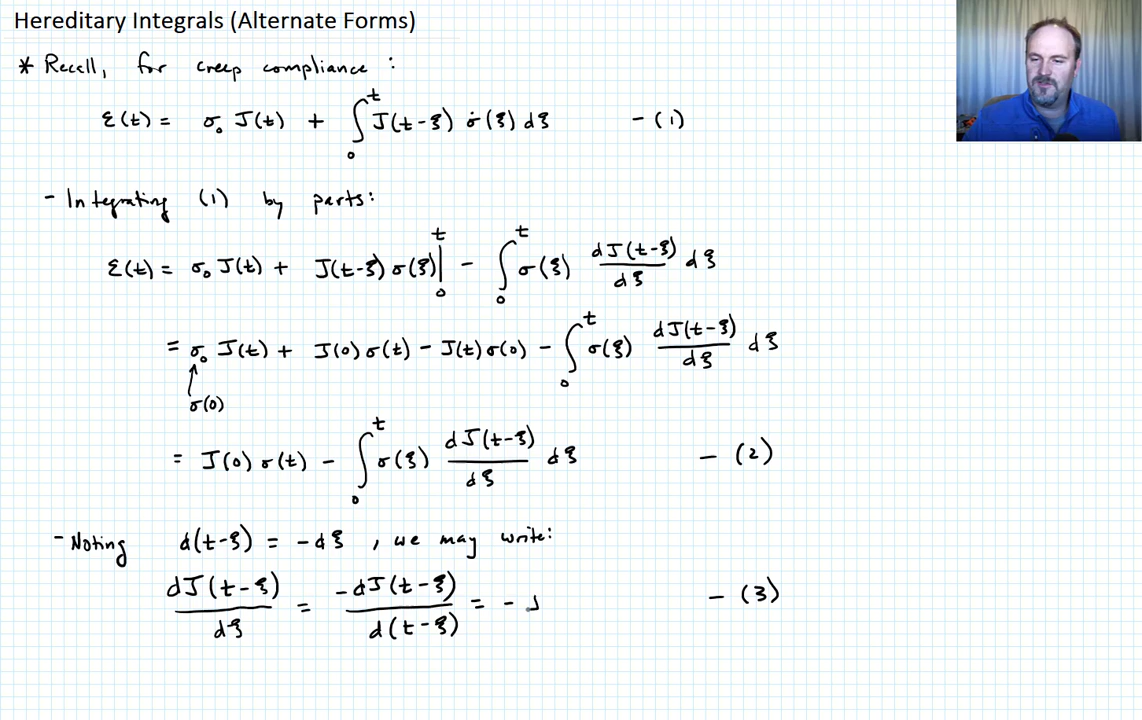 Hereditary Integrals (Alternate Forms)
* Recall, for creep compliance :
ε(t) = σ₀ J(t) + ∫₀ᵗ J(t-ξ) σ̇(ξ) dξ - (1)
- Integrating (1) by parts:
ε(t) = σ₀ J(t) + J(t-ξ) σ(ξ)|₀ᵗ - ∫₀ᵗ σ(ξ) dJ(t-ξ)/dξ dξ
= σ₀ J(t) + J(0) σ(t) - J(t) σ(0) - ∫₀ᵗ σ(ξ) dJ(t-ξ)/dξ dξ
↑
σ(0)
= J(0) σ(t) - ∫₀ᵗ σ(ξ) dJ(t-ξ)/dξ dξ - (2)
- Noting d(t-ξ) = -dξ , we may write:
dJ(t-ξ)/dξ = -dJ(t-ξ)/d(t-ξ) = - J - (3)